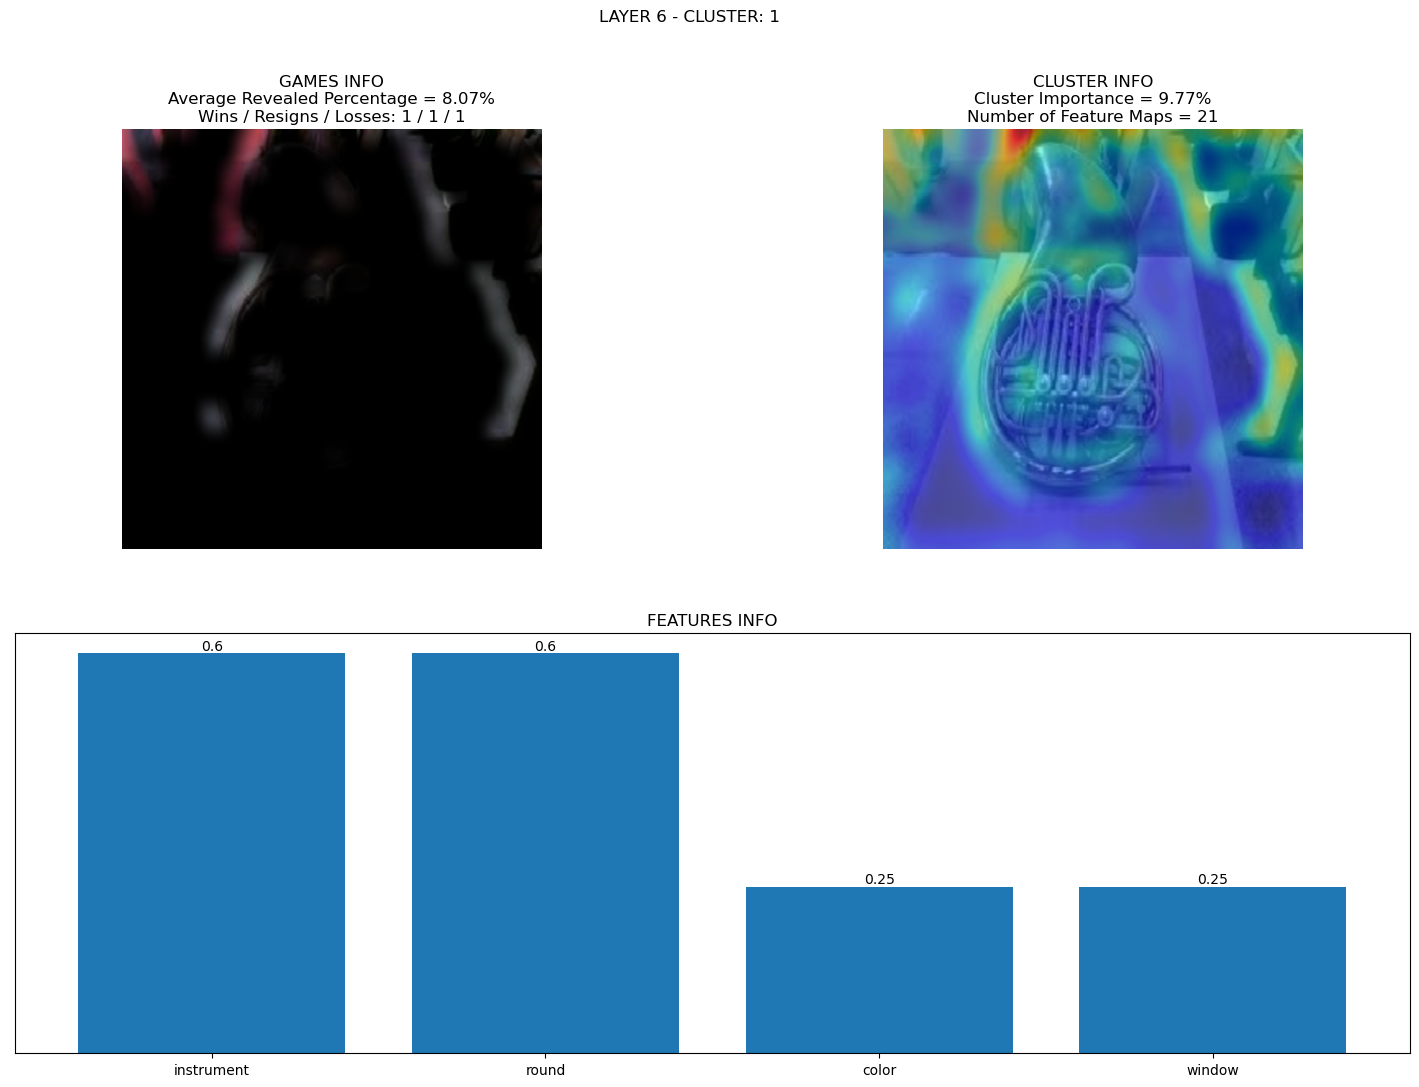 LAYER 6 - CLUSTER: 1
GAMES INFO
Average Revealed Percentage = 8.07%
Wins / Resigns / Losses: 1 / 1 / 1
CLUSTER INFO
Cluster Importance = 9.77%
Number of Feature Maps = 21
FEATURES INFO
0.6
0.6
0.25
0.25
instrument
round
color
window